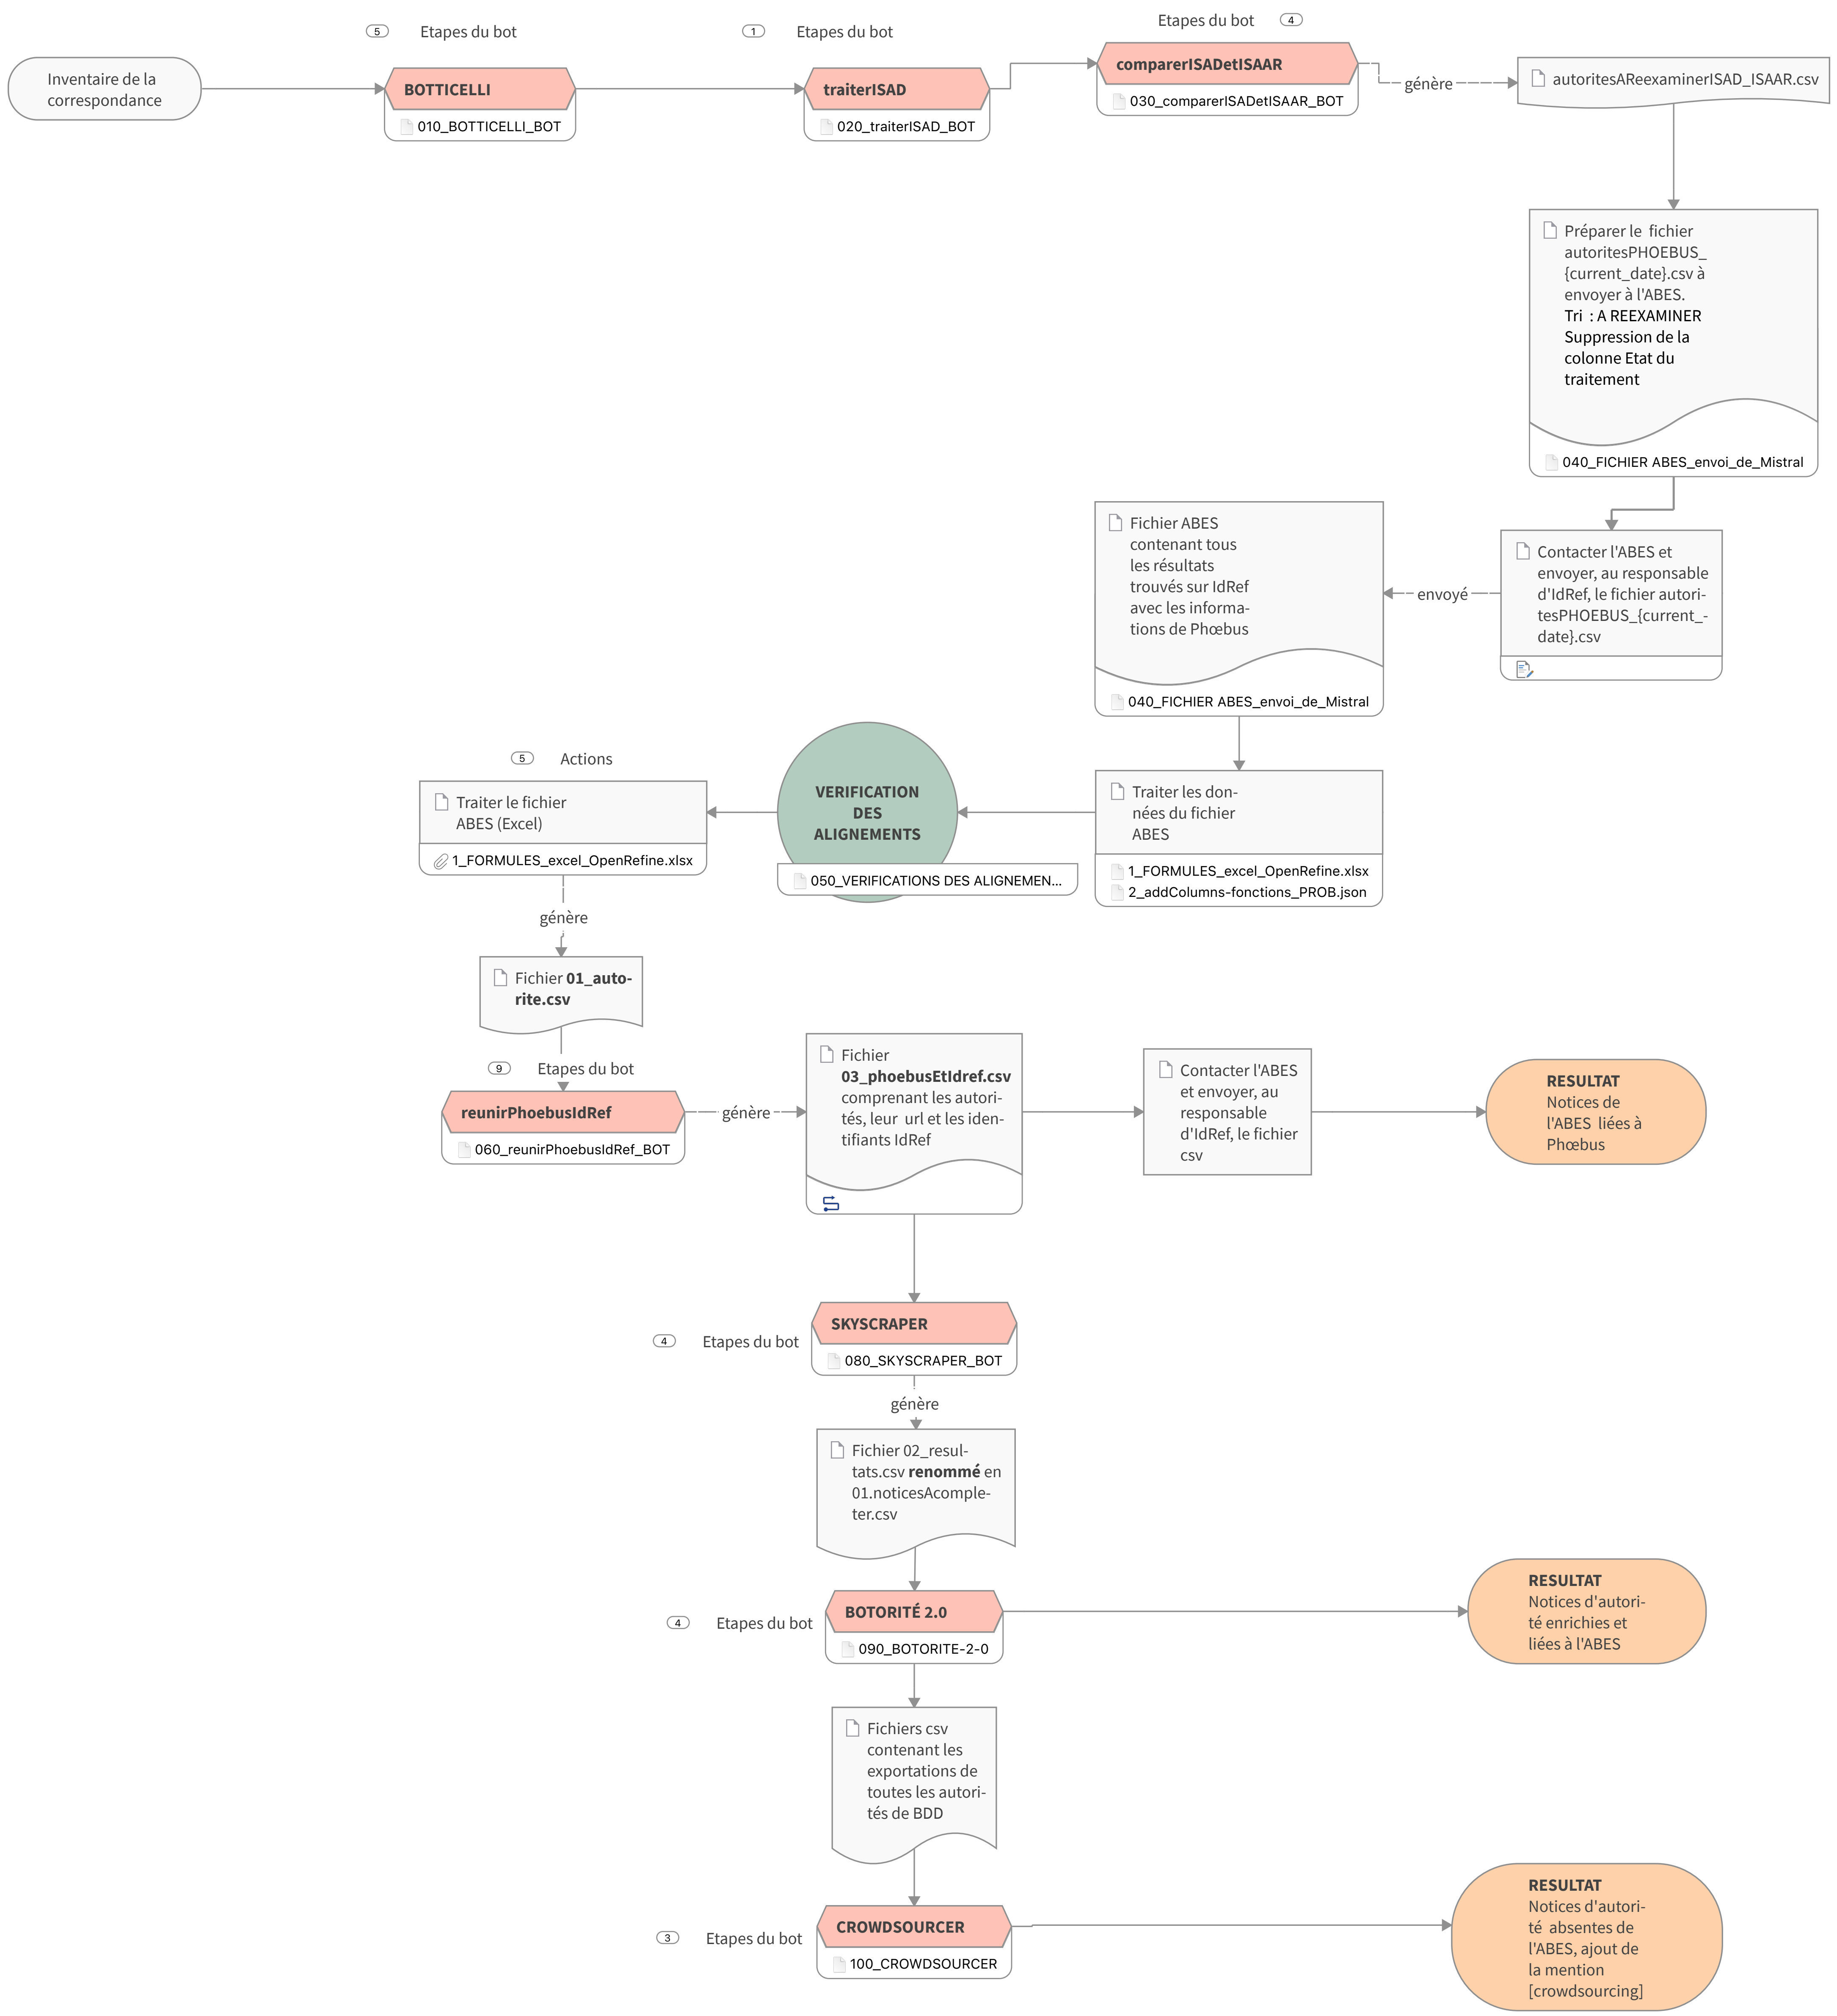 5 Etapes du bot
1 Etapes du bot
Etapes du bot 4
Inventaire de la
correspondance
BOTTICELLI
010_BOTTICELLI_BOT
traiterISAD
020_traiterISAD_BOT
comparerISADetISAAR
030_comparerISADetISAAR_BOT
génère
autoritesAReexaminerISAD_ISAAR.csv
Préparer le fichier
autoritesPHOEBUS_
{current_date}.csv à
envoyer à l'ABES.
Tri : A REEXAMINER
Suppression de la
colonne Etat du
traitement
040_FICHIER ABES_envoi_de_Mistral
Contacter l'ABES et
envoyer, au responsable
d'IdRef, le fichier autori-
tesPHOEBUS_{current_-
date}.csv
envoyé
Fichier ABES
contenant tous
les résultats
trouvés sur IdRef
avec les informa-
tions de Phœbus
040_FICHIER ABES_envoi_de_Mistral
Traiter les don-
nées du fichier
ABES
1_FORMULES_excel_OpenRefine.xlsx
2_addColumns-fonctions_PROB.json
VERIFICATION
DES
ALIGNEMENTS
050_VERIFICATIONS DES ALIGNEMEN...
5 Actions
Traiter le fichier
ABES (Excel)
1_FORMULES_excel_OpenRefine.xlsx
génère
Fichier 01_auto-
rite.csv
9 Etapes du bot
reunirPhoebusIdRef
060_reunirPhoebusIdRef_BOT
génère
Fichier
03_phoebusEtIdref.csv
comprenant les autori-
tés, leur url et les iden-
tifiants IdRef
Contacter l'ABES
et envoyer, au
responsable
d'IdRef, le fichier
csv
RESULTAT
Notices de
l'ABES liées à
Phœbus
4 Etapes du bot
SKYSCRAPER
080_SKYSCRAPER_BOT
génère
Fichier 02_resul-
tats.csv renommé en
01.noticesAcomple-
ter.csv
4 Etapes du bot
BOTORITÉ 2.0
090_BOTORITE-2-0
RESULTAT
Notices d'autori-
té enrichies et
liées à l'ABES
Fichiers csv
contenant les
exportations de
toutes les autori-
tés de BDD
3 Etapes du bot
CROWDSOURCER
100_CROWDSOURCER
RESULTAT
Notices d'autori-
té absentes de
l'ABES, ajout de
la mention
[crowdsourcing]